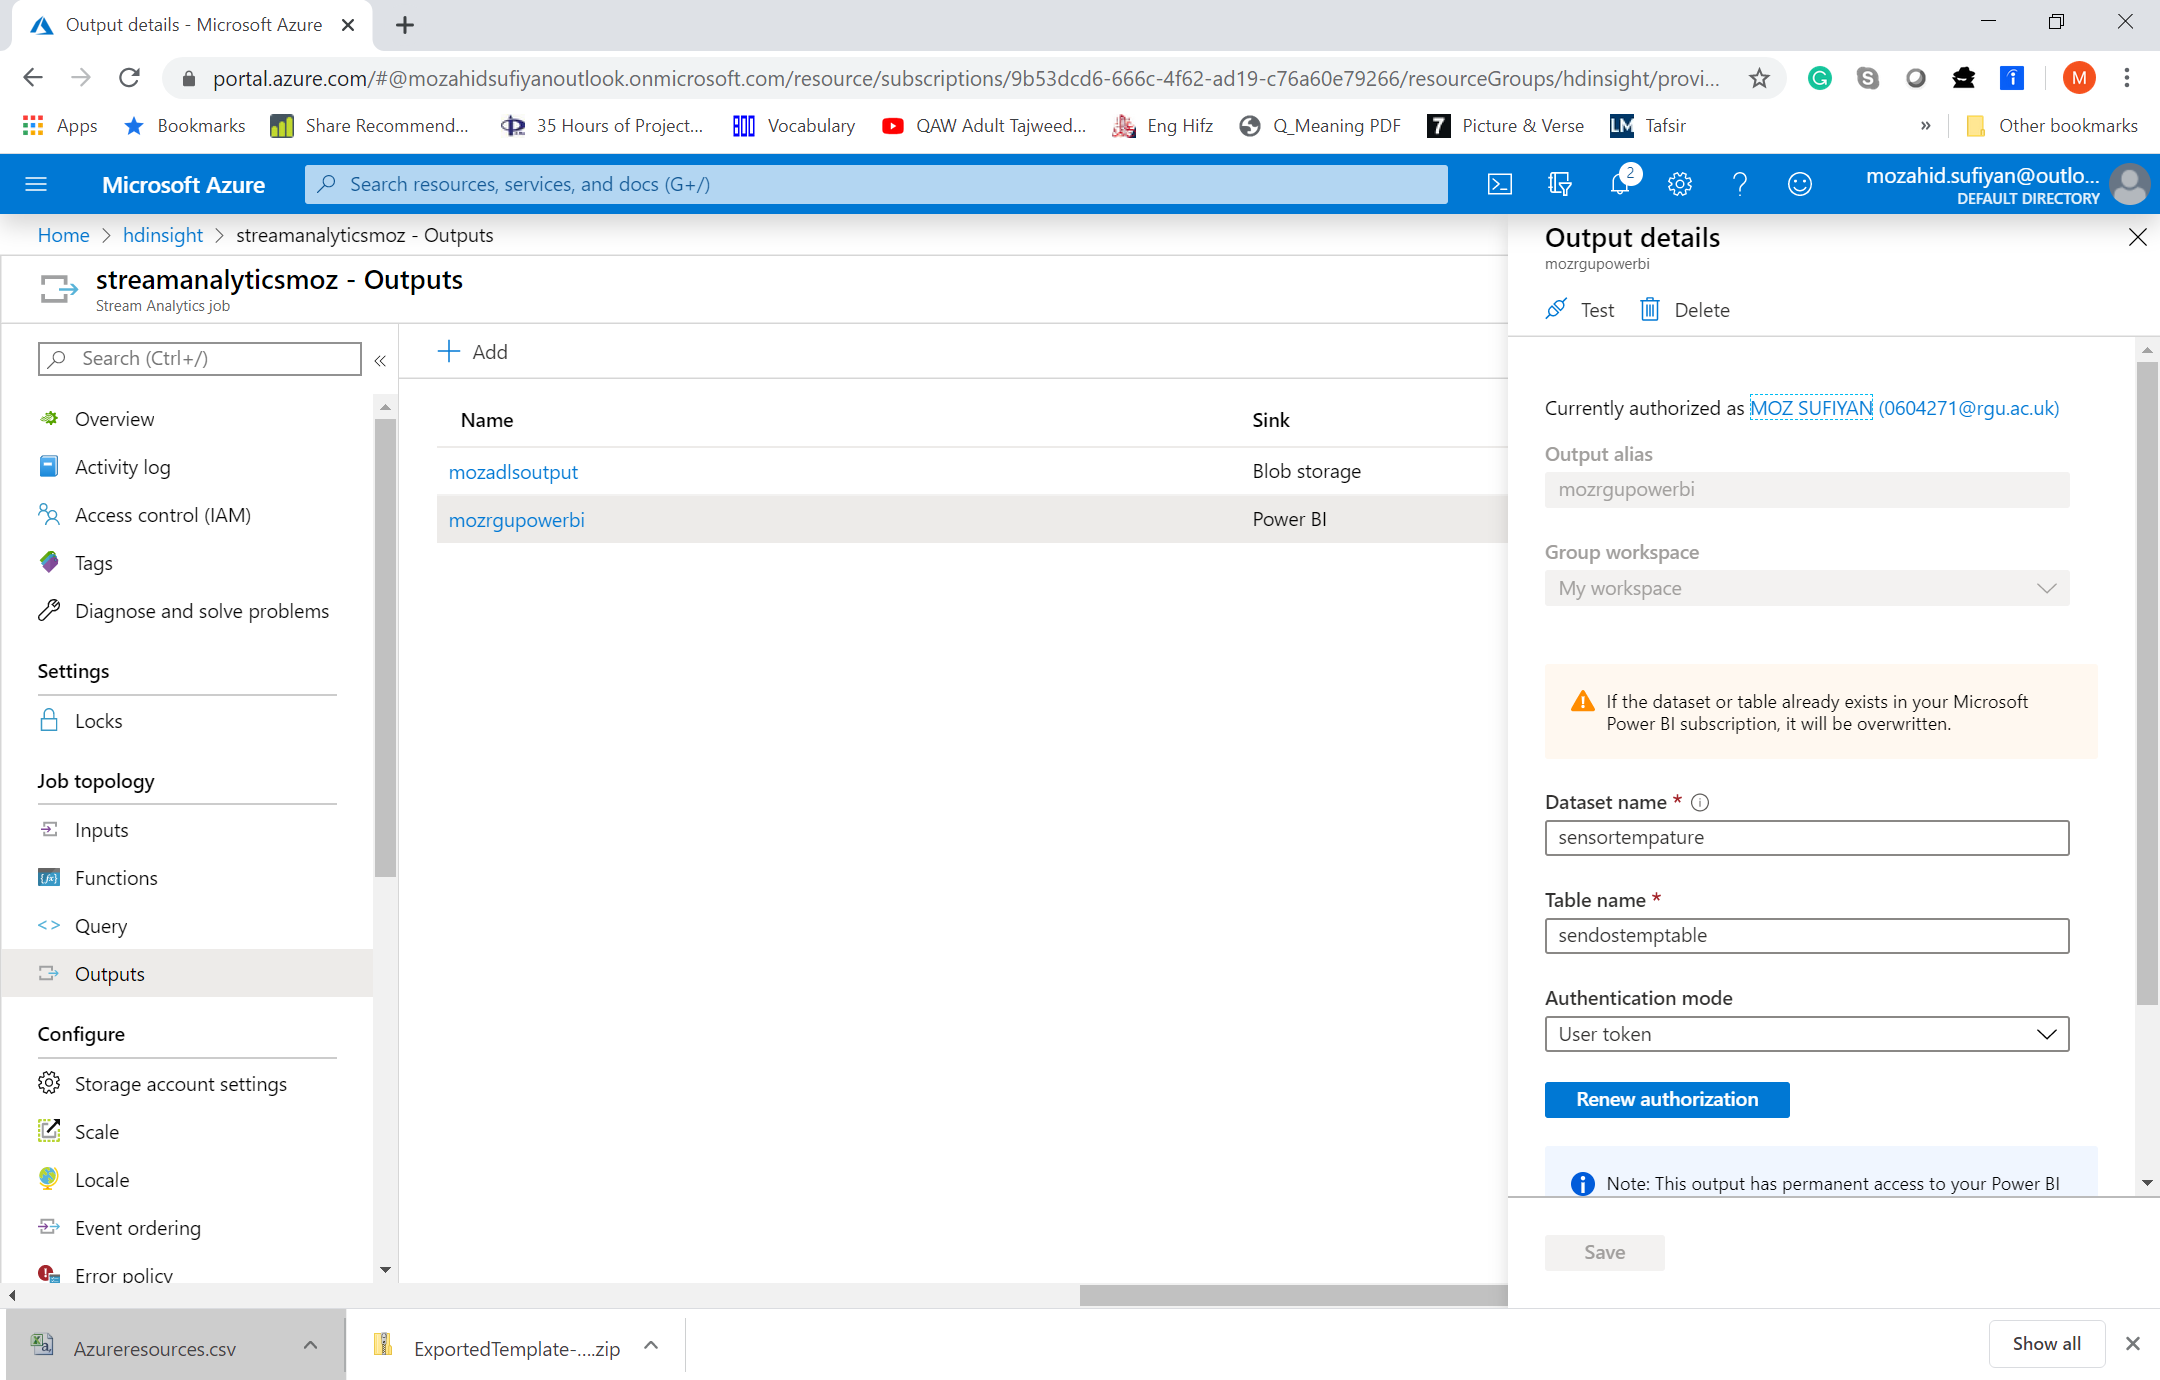 Output details - Microsoft Azure
portal.azure.com/#@mozahidsufiyanoutlook.onmicrosoft.com/resource/subscriptions/9b53dcd6-666c-4f62-ad19-c76a60e79266/resourceGroups/hdinsight/provi...
M
Apps
Bookmarks
Share Recommend...
35 Hours of Project...
Vocabulary
QAW Adult Tajweed...
Eng Hifz
Q_Meaning PDF
7
Picture & Verse
LM
Tafsir
»
Other bookmarks
Microsoft Azure
Search resources, services, and docs (G+/)
2
mozahid.sufiyan@outlo...
DEFAULT DIRECTORY
Home > hdinsight > streamanalyticsmoz - Outputs
streamanalyticsmoz - Outputs
Stream Analytics job
Search (Ctrl+/)
«
Overview
Activity log
Access control (IAM)
Tags
Diagnose and solve problems
Settings
Locks
Job topology
Inputs
Functions
Query
Outputs
Configure
Storage account settings
Scale
Locale
Event ordering
Error policy
Add
Name Sink
mozadlsoutput Blob storage
mozrgupowerbi Power BI
Output details
mozrgupowerbi
Test
Delete
Currently authorized as MOZ SUFIYAN (0604271@rgu.ac.uk)
Output alias
mozrgupowerbi
Group workspace
My workspace
If the dataset or table already exists in your Microsoft
Power BI subscription, it will be overwritten.
Dataset name *
sensortempature
Table name *
sendostemptable
Authentication mode
User token
Renew authorization
Note: This output has permanent access to your Power BI
Save
Azureresources.csv
ExportedTemplate-....zip
Show all